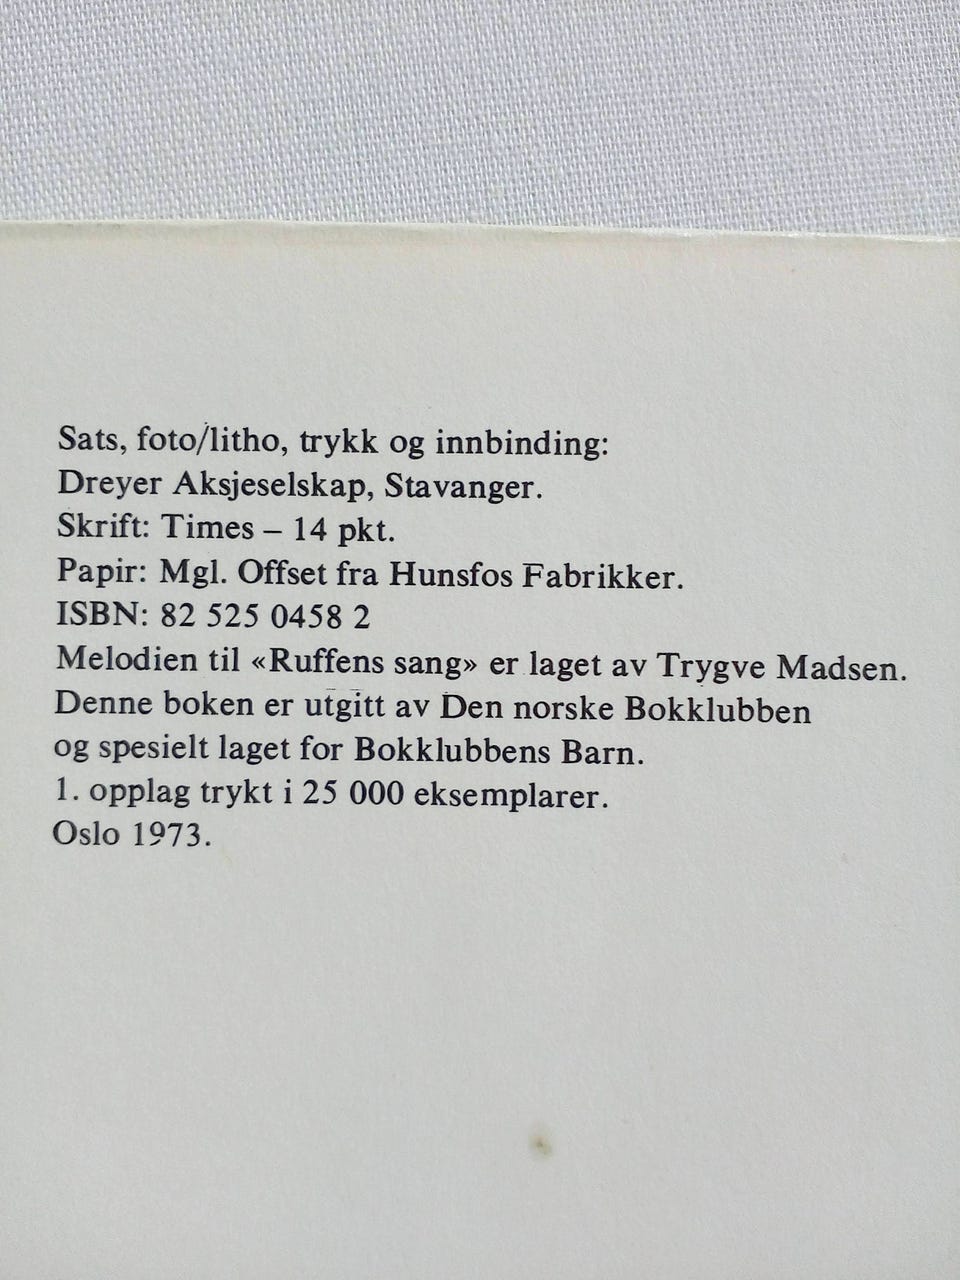 Sats, foto/litho, trykk og innbinding:
Dreyer Aksjeselskap, Stavanger.
Skrift: Times – 14 pkt.
Papir: Mgl. Offset fra Hunsfos Fabrikker.
ISBN: 82 525 0458 2
Melodien til «Ruffens sang» er laget av Trygve Madsen.
Denne boken er utgitt av Den norske Bokklubben
og spesielt laget for Bokklubbens Barn.
1. opplag trykt i 25 000 eksemplarer.
Oslo 1973.